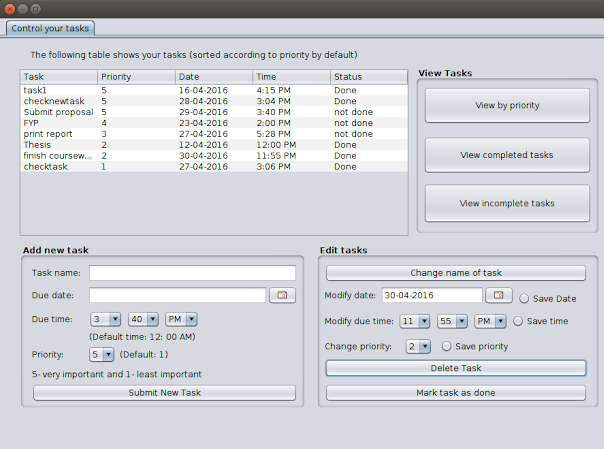 Control your tasks
The following table shows your tasks (sorted according to priority by default)
Task Priority Date Time Status
task1 5 16-04-2016 4:15 PM Done
checknewtask 5 28-04-2016 3:04 PM Done
Submit proposal 5 29-04-2016 3:40 PM not done
FYP 4 23-04-2016 2:00 PM not done
print report 3 27-04-2016 5:28 PM not done
Thesis 2 12-04-2016 12:00 PM Done
finish coursew... 2 30-04-2016 11:55 PM Done
checktask 1 27-04-2016 3:06 PM Done
View Tasks
View by priority
View completed tasks
View incomplete tasks
Add new task
Task name:
Due date:
Due time: 3 40 PM
(Default time: 12: 00 AM)
Priority: 5 (Default: 1)
5- very important and 1- least important
Submit New Task
Edit tasks
Change name of task
Modify date: 30-04-2016 Save Date
Modify due time: 11 55 PM Save time
Change priority: 2 Save priority
Delete Task
Mark task as done